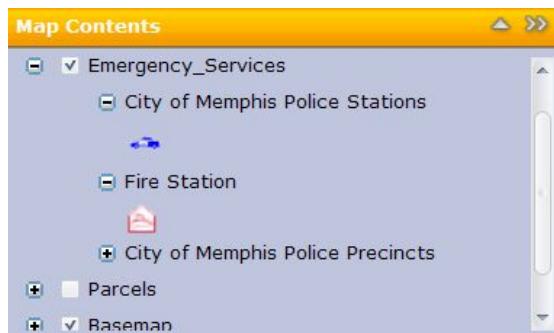 Map Contents
Emergency_Services
City of Memphis Police Stations
Fire Station
City of Memphis Police Precincts
Parcels
Basemap